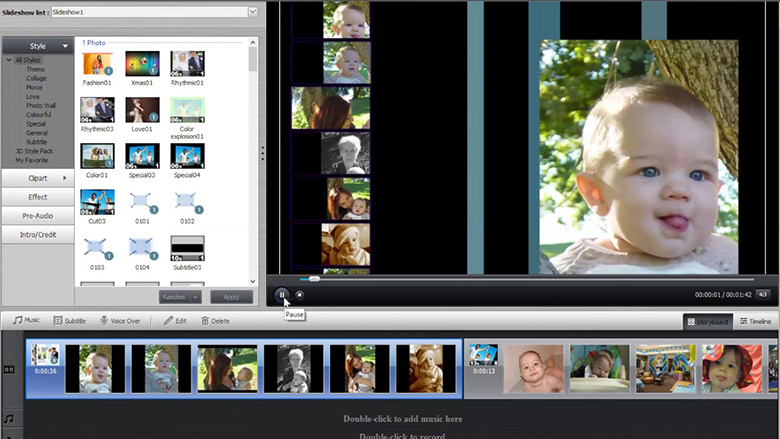 Slideshow list : Slideshow1
Style
All Styles
Theme
Collage
Movie
Love
Photo Wall
Colourful
Special
General
Subtitle
3D Style Pack
My Favorite
Clipart
Effect
Pre-Audio
Intro/Credit
1 Photo
Fashion01 Xmas01 Rhythmic01
Rhythmic03 Love01 Color explosion01
Color01 Special03 Special04
Cut03 0101 0102
0103 0104 Subtitle03
Random Apply
Pause
00:00:01 / 00:01:42 4:3
Music Subtitle Voice Over Edit Delete Storyboard Timeline
0:00:36 0:00:13
Double-click to add music here
Double-click to record